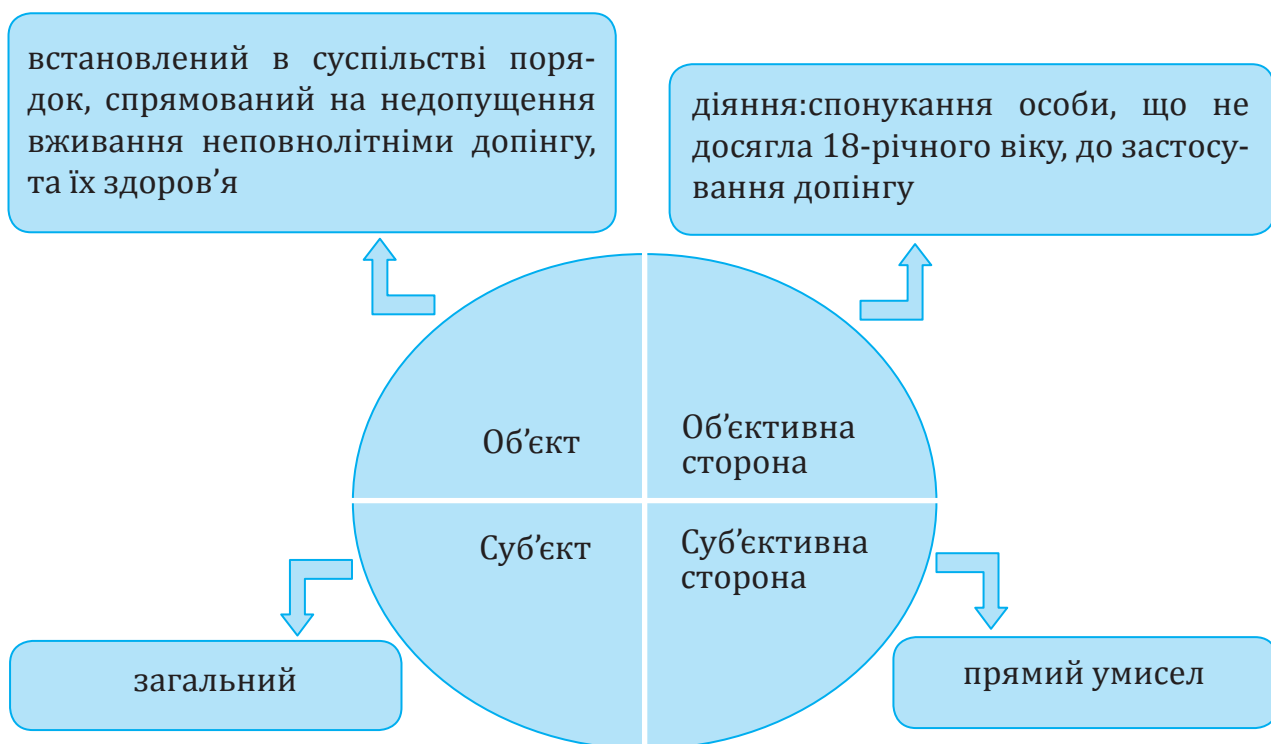 встановлений в суспільстві поря-
док, спрямований на недопущення
вживання неповнолітніми допінгу,
та їх здоров’я
діяння:спонукання особи, що не
досягла 18-річного віку, до застосу-
вання допінгу
Об’єкт
Об’єктивна
сторона
Суб’єкт
Суб’єктивна
сторона
загальний
прямий умисел